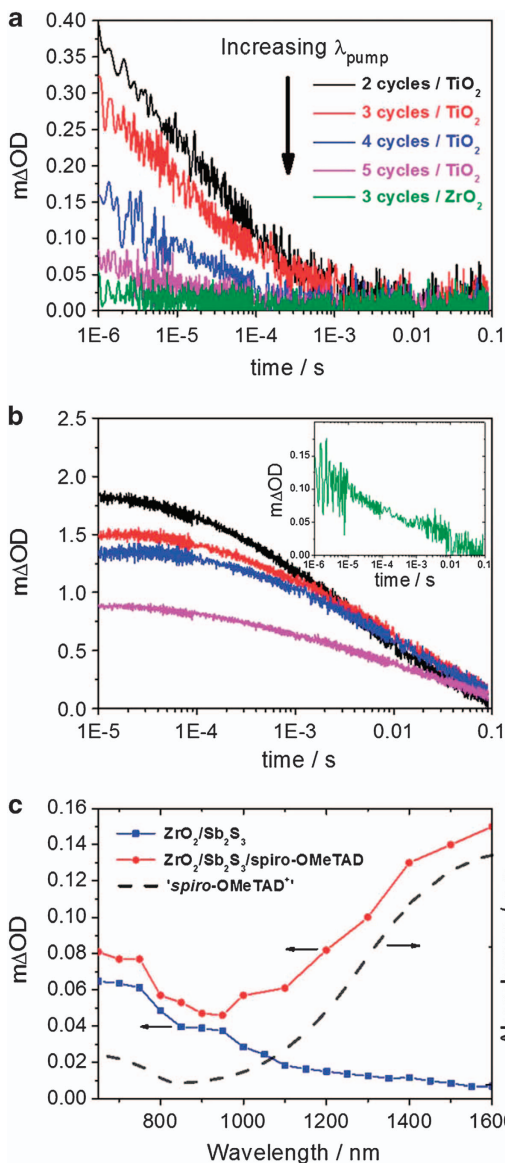 a
0.40
0.35
0.30
0.25
0.20
0.15
0.10
0.05
0.00
mΔOD
Increasing λpump
2 cycles / TiO2
3 cycles / TiO2
4 cycles / TiO2
5 cycles / TiO2
3 cycles / ZrO2
1E-6 1E-5 1E-4 1E-3 0.01 0.1
time / s
b
2.5
2.0
1.5
1.0
0.5
0.0
mΔOD
0.15
0.10
0.05
0.00
mΔOD
10-6 10-5 10-4 10-3 0.01 0.1
time / s
1E-5 1E-4 1E-3 0.01 0.1
time / s
c
0.16
0.14
0.12
0.10
0.08
0.06
0.04
0.02
0.00
mΔOD
ZrO2/Sb2S3
ZrO2/Sb2S3/spiro-OMeTAD
'spiro-OMeTAD+'
800 1000 1200 1400 1600
Wavelength / nm